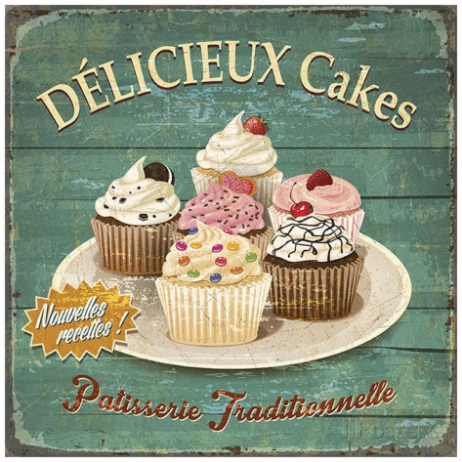 DÉLICIEUX Cakes
Nouvelles
recettes !
Patisserie Traditionnelle